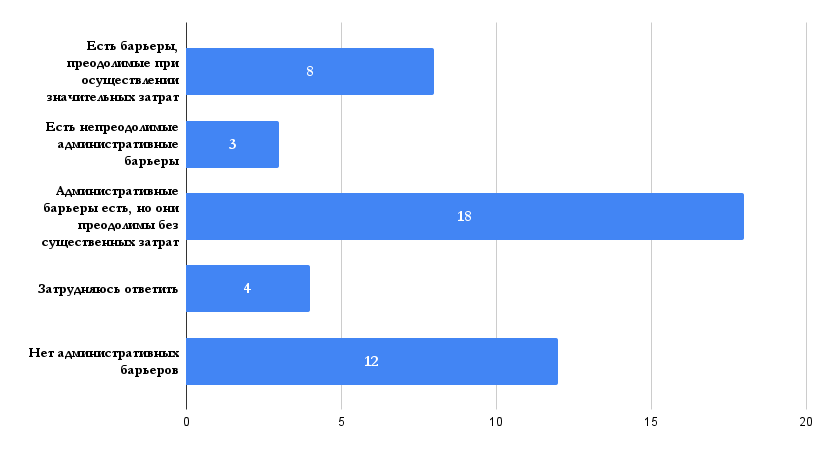 Есть барьеры,
преодолимые при
осуществлении
значительных затрат
8
Есть непреодолимые
административные
барьеры
3
Административные
барьеры есть, но они
преодолимы без
существенных затрат
18
Затрудняюсь ответить
4
Нет административных
барьеров
12
0
5
10
15
20